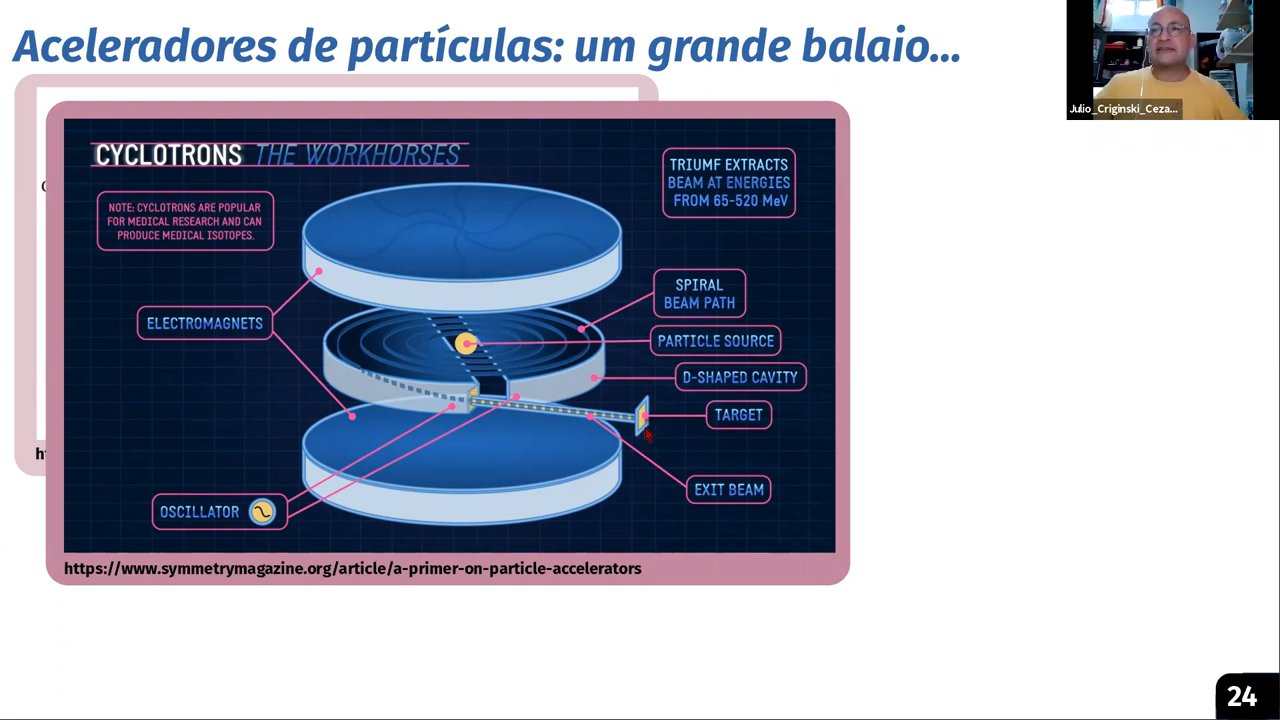 Aceleradores de partículas: um grande balaio...
Julio_Criginski_Ceza...
CYCLOTRONS THE WORKHORSES
TRIUMF EXTRACTS
BEAM AT ENERGIES
FROM 65-520 MeV
NOTE: CYCLOTRONS ARE POPULAR
FOR MEDICAL RESEARCH AND CAN
PRODUCE MEDICAL ISOTOPES.
SPIRAL
BEAM PATH
ELECTROMAGNETS
PARTICLE SOURCE
D-SHAPED CAVITY
TARGET
EXIT BEAM
OSCILLATOR
https://www.symmetrymagazine.org/article/a-primer-on-particle-accelerators
24